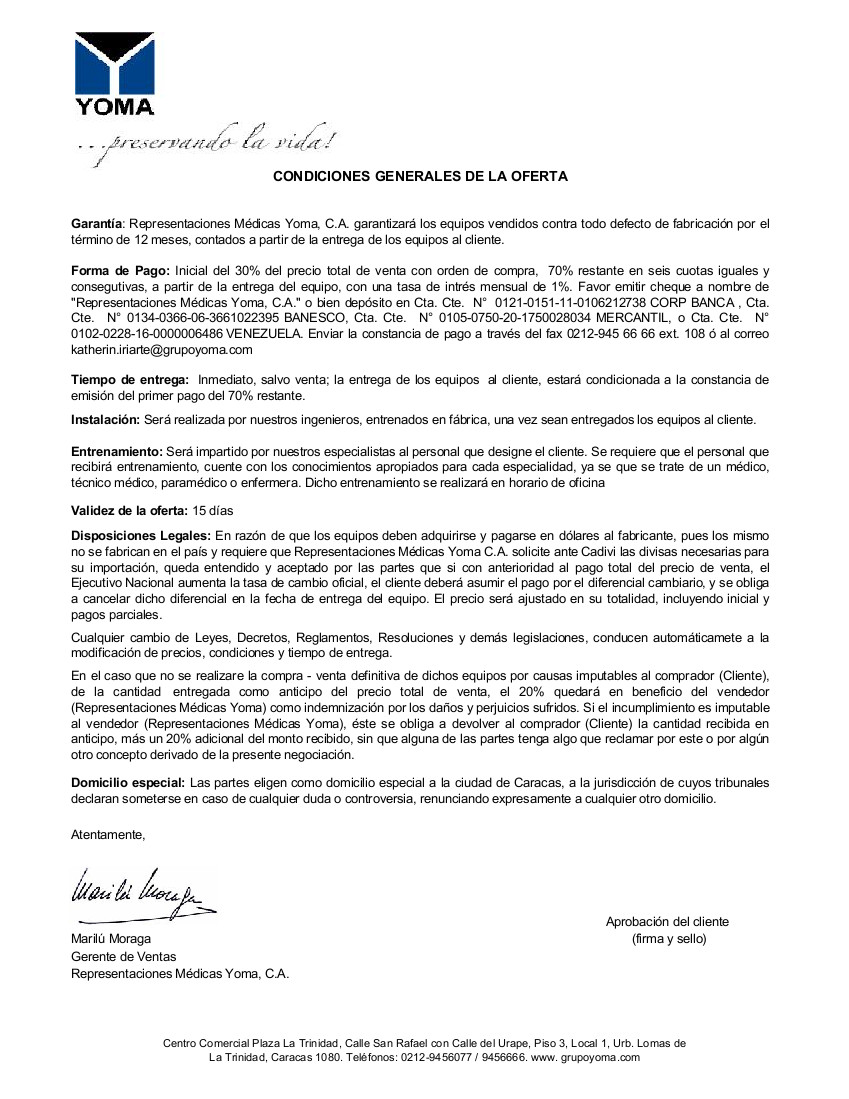 YOMA
...preservando la vida!
CONDICIONES GENERALES DE LA OFERTA
Garantía: Representaciones Médicas Yoma, C.A. garantizará los equipos vendidos contra todo defecto de fabricación por el
término de 12 meses, contados a partir de la entrega de los equipos al cliente.
Forma de Pago: Inicial del 30% del precio total de venta con orden de compra, 70% restante en seis cuotas iguales y
consegutivas, a partir de la entrega del equipo, con una tasa de intrés mensual de 1%. Favor emitir cheque a nombre de
"Representaciones Médicas Yoma, C.A." o bien depósito en Cta. Cte. N° 0121-0151-11-0106212738 CORP BANCA , Cta.
Cte. N° 0134-0366-06-3661022395 BANESCO, Cta. Cte. N° 0105-0750-20-1750028034 MERCANTIL, o Cta. Cte. N°
0102-0228-16-0000006486 VENEZUELA. Enviar la constancia de pago a través del fax 0212-945 66 66 ext. 108 ó al correo
katherin.iriarte@grupoyoma.com
Tiempo de entrega: Inmediato, salvo venta; la entrega de los equipos al cliente, estará condicionada a la constancia de
emisión del primer pago del 70% restante.
Instalación: Será realizada por nuestros ingenieros, entrenados en fábrica, una vez sean entregados los equipos al cliente.
Entrenamiento: Será impartido por nuestros especialistas al personal que designe el cliente. Se requiere que el personal que
recibirá entrenamiento, cuente con los conocimientos apropiados para cada especialidad, ya se que se trate de un médico,
técnico médico, paramédico o enfermera. Dicho entrenamiento se realizará en horario de oficina
Validez de la oferta: 15 días
Disposiciones Legales: En razón de que los equipos deben adquirirse y pagarse en dólares al fabricante, pues los mismo
no se fabrican en el país y requiere que Representaciones Médicas Yoma C.A. solicite ante Cadivi las divisas necesarias para
su importación, queda entendido y aceptado por las partes que si con anterioridad al pago total del precio de venta, el
Ejecutivo Nacional aumenta la tasa de cambio oficial, el cliente deberá asumir el pago por el diferencial cambiario, y se obliga
a cancelar dicho diferencial en la fecha de entrega del equipo. El precio será ajustado en su totalidad, incluyendo inicial y
pagos parciales.
Cualquier cambio de Leyes, Decretos, Reglamentos, Resoluciones y demás legislaciones, conducen automáticamete a la
modificación de precios, condiciones y tiempo de entrega.
En el caso que no se realizare la compra - venta definitiva de dichos equipos por causas imputables al comprador (Cliente),
de la cantidad entregada como anticipo del precio total de venta, el 20% quedará en beneficio del vendedor
(Representaciones Médicas Yoma) como indemnización por los daños y perjuicios sufridos. Si el incumplimiento es imputable
al vendedor (Representaciones Médicas Yoma), éste se obliga a devolver al comprador (Cliente) la cantidad recibida en
anticipo, más un 20% adicional del monto recibido, sin que alguna de las partes tenga algo que reclamar por este o por algún
otro concepto derivado de la presente negociación.
Domicilio especial: Las partes eligen como domicilio especial a la ciudad de Caracas, a la jurisdicción de cuyos tribunales
declaran someterse en caso de cualquier duda o controversia, renunciando expresamente a cualquier otro domicilio.
Atentamente,
Marilú Moraga
Aprobación del cliente
Marilú Moraga
(firma y sello)
Gerente de Ventas
Representaciones Médicas Yoma, C.A.
Centro Comercial Plaza La Trinidad, Calle San Rafael con Calle del Urape, Piso 3, Local 1, Urb. Lomas de
La Trinidad, Caracas 1080. Teléfonos: 0212-9456077 / 9456666. www. grupoyoma.com